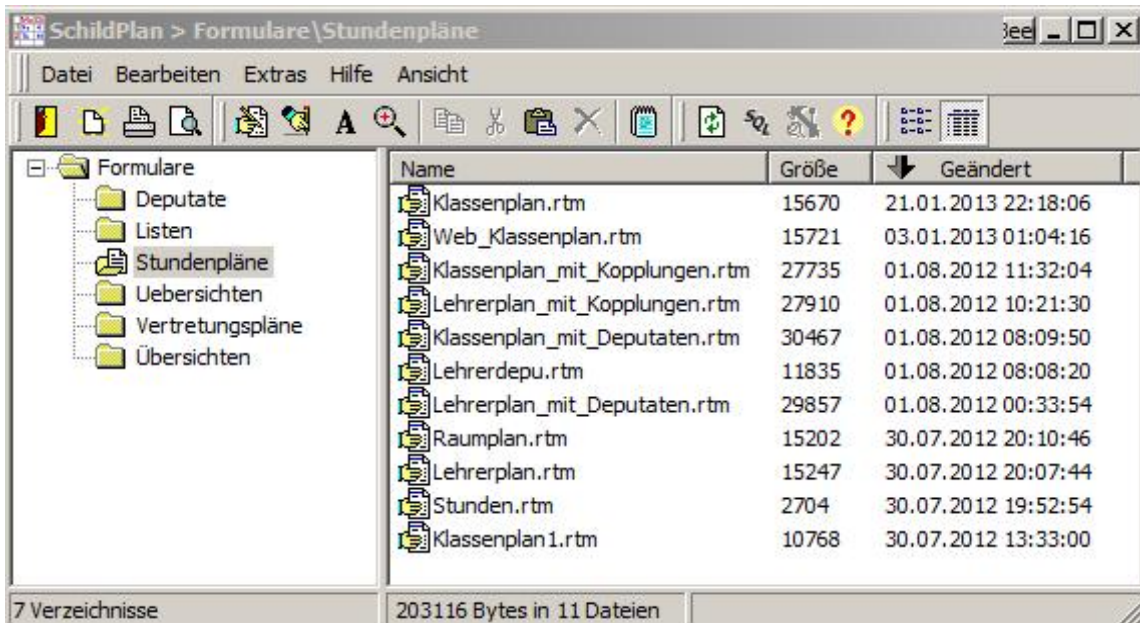 SchildPlan > Formulare\Stundenpläne
Datei Bearbeiten Extras Hilfe Ansicht
A SQL ?
Formulare
Deputate
Listen
Stundenpläne
Uebersichten
Vertretungspläne
Übersichten
Name Größe Geändert
Klassenplan.rtm 15670 21.01.2013 22:18:06
Web_Klassenplan.rtm 15721 03.01.2013 01:04:16
Klassenplan_mit_Kopplungen.rtm 27735 01.08.2012 11:32:04
Lehrerplan_mit_Kopplungen.rtm 27910 01.08.2012 10:21:30
Klassenplan_mit_Deputaten.rtm 30467 01.08.2012 08:09:50
Lehrerdepu.rtm 11835 01.08.2012 08:08:20
Lehrerplan_mit_Deputaten.rtm 29857 01.08.2012 00:33:54
Raumplan.rtm 15202 30.07.2012 20:10:46
Lehrerplan.rtm 15247 30.07.2012 20:07:44
Stunden.rtm 2704 30.07.2012 19:52:54
Klassenplan1.rtm 10768 30.07.2012 13:33:00
7 Verzeichnisse 203116 Bytes in 11 Dateien